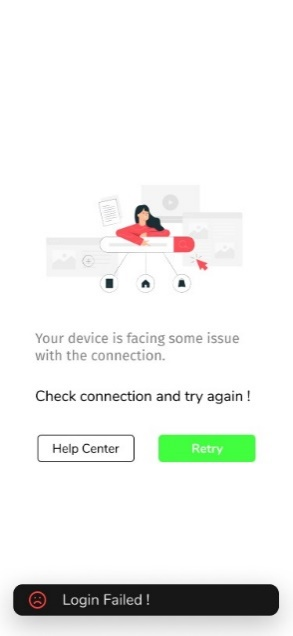 Your device is facing some issue
with the connection.
Check connection and try again !
Help Center
Retry
Login Failed !